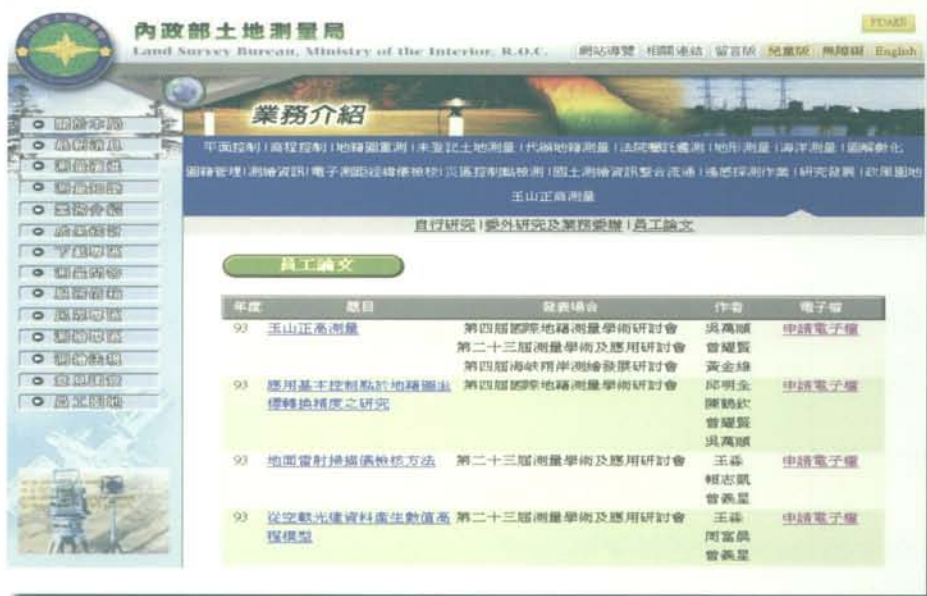 內政部土地測量局
Land Survey Bureau, Ministry of the Interior, R.O.C.
網站導覽 相關連結 留言版 兒童版 無障礙 English
業務介紹
平面控制 | 高程控制 | 地籍圖重測 | 未登記土地測量 | 代辦地籍測量 | 法院囑託鑑測 | 地形測量 | 海洋測量 | 圖解數化
圖籍管理 | 測繪資訊 | 電子測距經緯儀檢校 | 災區控制點檢測 | 國土測繪資訊整合流通 | 遙感探測作業 | 研究發展 | 政風園地
玉山正高測量
自行研究 | 委外研究及業務委辦 | 員工論文
業務介紹
員工園地
員工論文
年度 題目 發表場合 作者 電子檔
93 玉山正高測量 第四屆國際地籍測量學術研討會 吳萬順 申請電子檔
第二十三屆測量學術及應用研討會 曾耀賢
第四屆海峽兩岸測繪發展研討會 黃金維
93 應用基本控制點於地籍圖坐 第四屆國際地籍測量學術研討會 邱明全 申請電子檔
標轉換精度之研究 陳鶴欽
曾耀賢
吳萬順
93 地面雷射掃描儀檢校方法 第二十三屆測量學術及應用研討會 王淼 申請電子檔
賴志凱
曾義星
93 從空載光達資料產生數值高 第二十三屆測量學術及應用研討會 王淼 申請電子檔
程模型 周富晨
曾義星